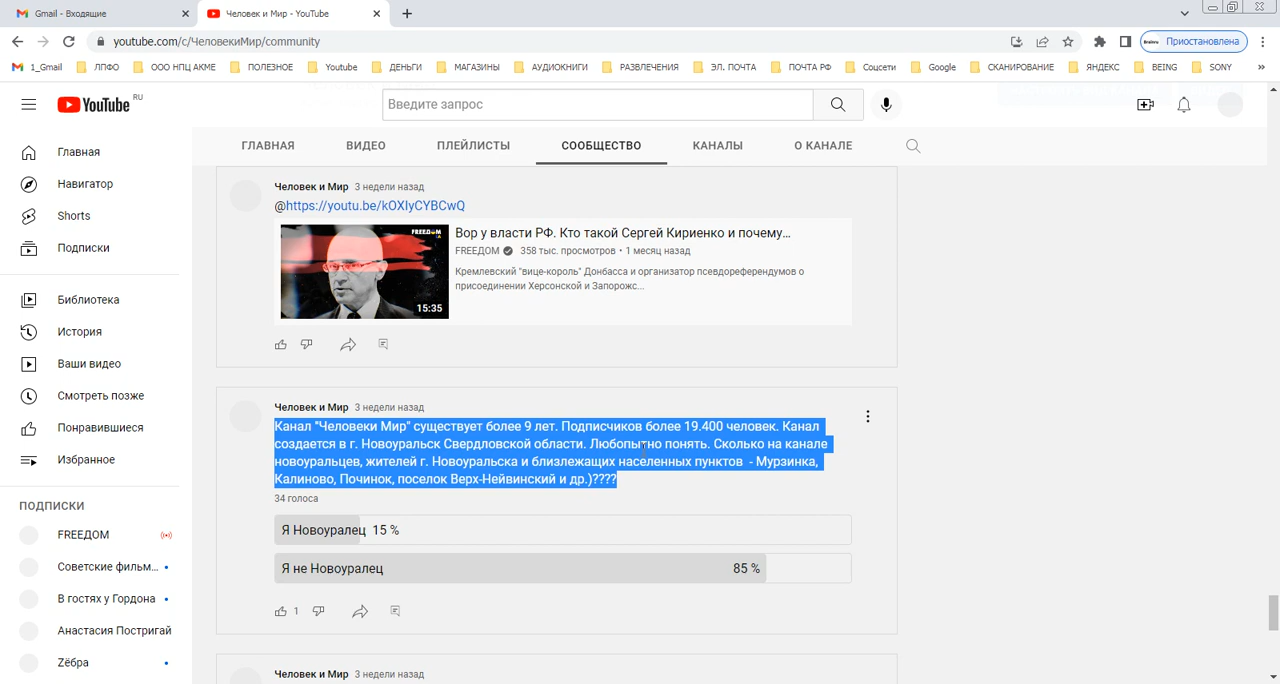 Gmail - Входящие
Человек и Мир - YouTube
youtube.com/c/ЧеловекиМир/community
Приостановлена
1_Gmail ЛПФО ООО НПЦ АКМЕ ПОЛЕЗНОЕ Youtube ДЕНЬГИ МАГАЗИНЫ АУДИОКНИГИ РАЗВЛЕЧЕНИЯ ЭЛ. ПОЧТА ПОЧТА РФ Соцсети Google СКАНИРОВАНИЕ ЯНДЕКС BEING SONY »
YouTube RU
Введите запрос
ГЛАВНАЯ ВИДЕО ПЛЕЙЛИСТЫ СООБЩЕСТВО КАНАЛЫ О КАНАЛЕ
Главная
Навигатор
Shorts
Подписки
Библиотека
История
Ваши видео
Смотреть позже
Понравившиеся
Избранное
ПОДПИСКИ
FREEDOM
Советские фильм...
В гостях у Гордона
Анастасия Постригай
Зёбра
Человек и Мир 3 недели назад
@https://youtu.be/kOXIyCYBCwQ
FREEDOM
15:35
Вор у власти РФ. Кто такой Сергей Кириенко и почему...
FREEDOM 358 тыс. просмотров • 1 месяц назад
Кремлевский "вице-король" Донбасса и организатор псевдореферендумов о
присоединении Херсонской и Запорожс...
Человек и Мир 3 недели назад
Канал "Человеки Мир" существует более 9 лет. Подписчиков более 19.400 человек. Канал
создается в г. Новоуральск Свердловской области. Любопытно понять. Сколько на канале
новоуральцев, жителей г. Новоуральска и близлежащих населенных пунктов - Мурзинка,
Калиново, Починок, поселок Верх-Нейвинский и др.)????
34 голоса
Я Новоуралец 15 %
Я не Новоуралец 85 %
1
Человек и Мир 3 недели назад